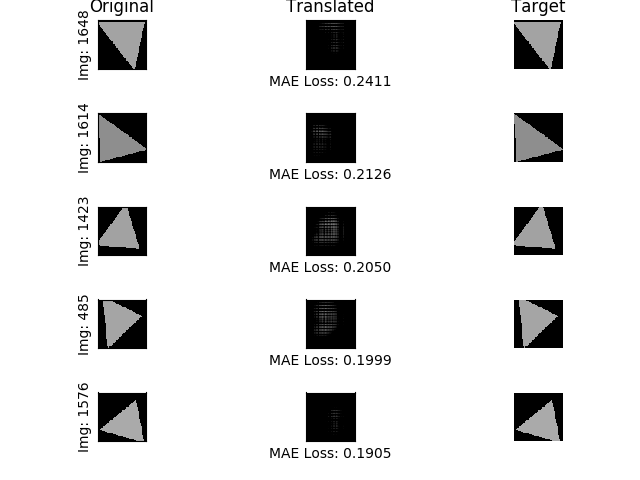 Original Translated Target
Img: 1648
MAE Loss: 0.2411
Img: 1614
MAE Loss: 0.2126
Img: 1423
MAE Loss: 0.2050
Img: 485
MAE Loss: 0.1999
Img: 1576
MAE Loss: 0.1905